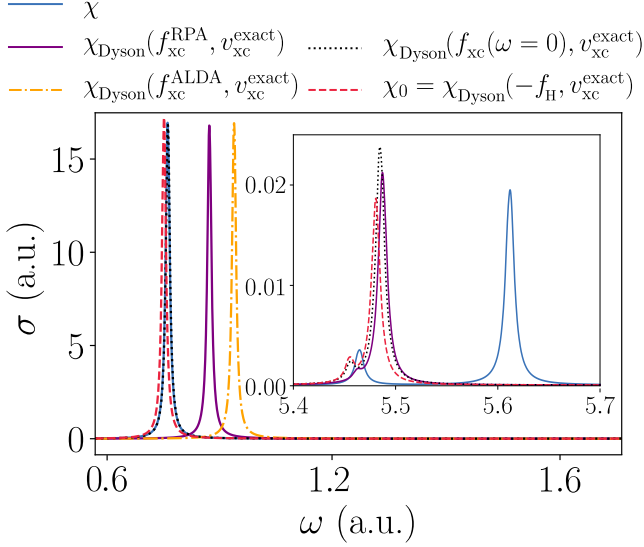 χ
χ_Dyson(f_xc^RPA, v_xc^exact)
χ_Dyson(f_xc(ω = 0), v_xc^exact)
χ_Dyson(f_xc^ALDA, v_xc^exact)
χ₀ = χ_Dyson(−f_H, v_xc^exact)
15
10
5
0
σ (a.u.)
0.02
0.01
0.00
5.4 5.5 5.6 5.7
0.6 1.2 1.6
ω (a.u.)